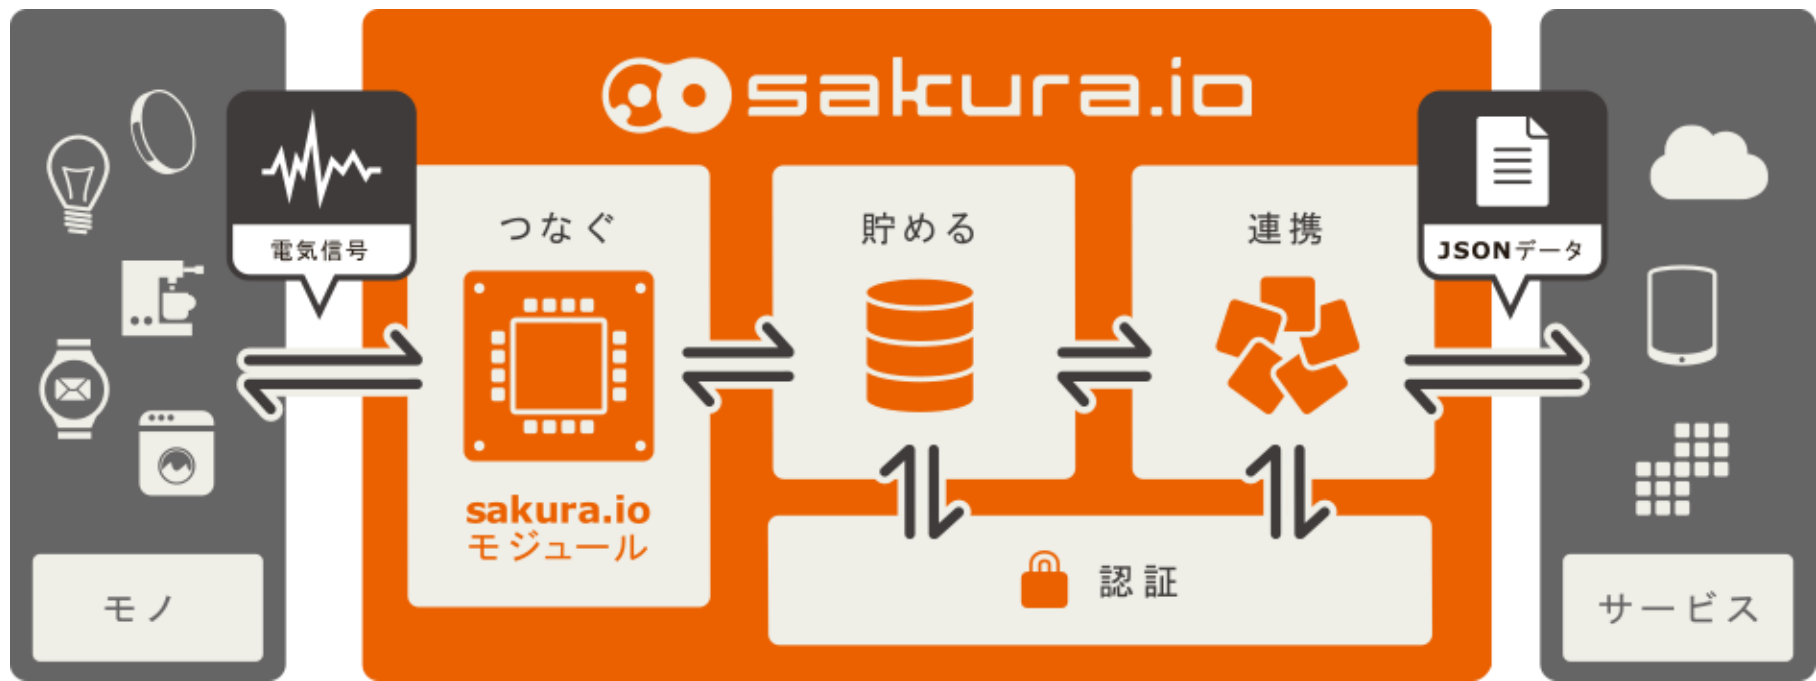 sakura.io
電気信号
つなぐ
貯める
連携
JSONデータ
sakura.io
モジュール
認証
モノ
サービス